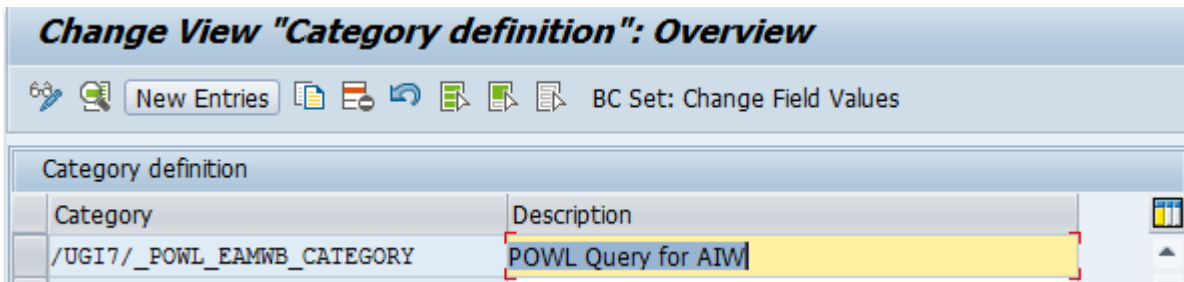 Change View "Category definition": Overview
New Entries BC Set: Change Field Values
Category definition
Category Description
/UGI7/_POWL_EAMWB_CATEGORY POWL Query for AIW